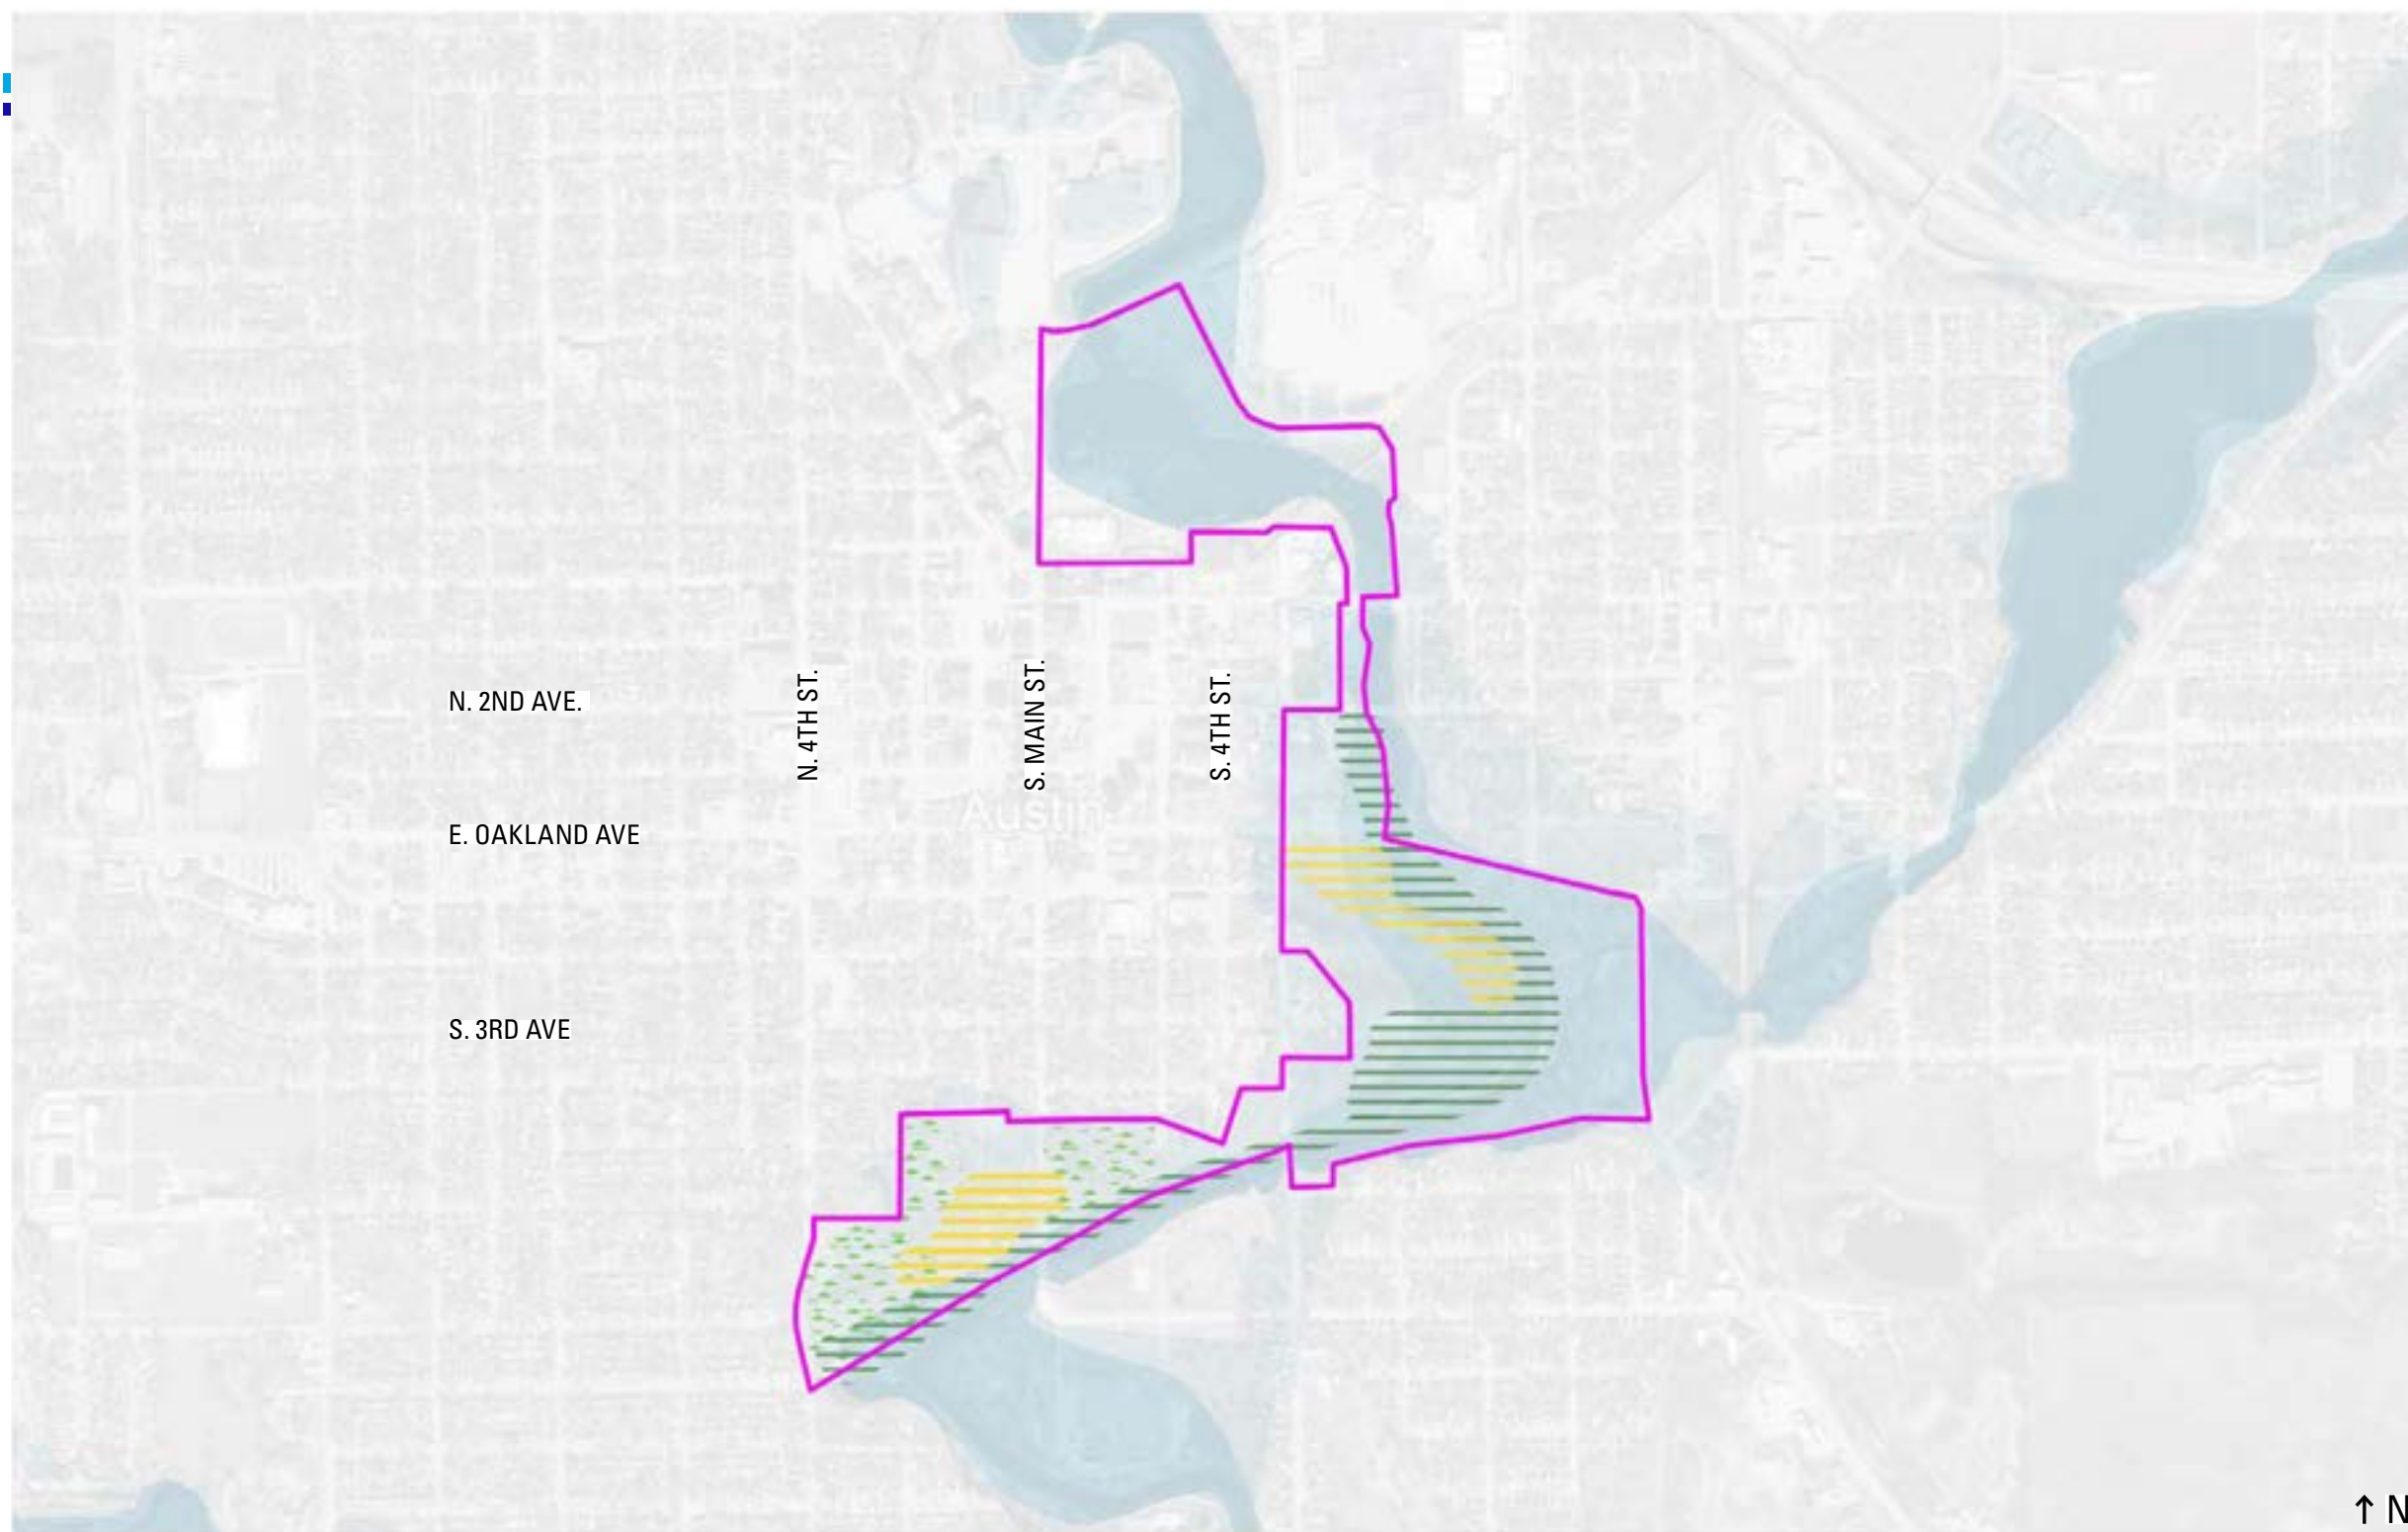 N. 4TH ST.
S. MAIN ST.
S. 4TH ST.
N. 2ND AVE.
Austin
E. OAKLAND AVE
S. 3RD AVE
↑ N